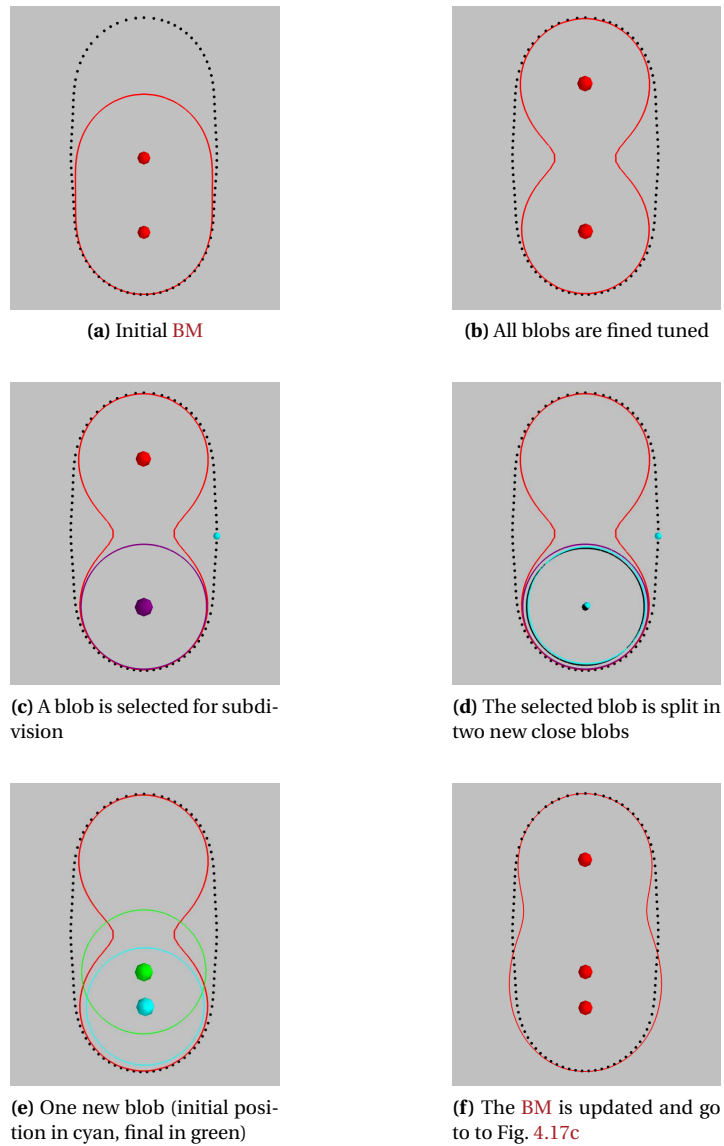 (a) Initial BM
(b) All blobs are fined tuned
(c) A blob is selected for subdi-
vision
(d) The selected blob is split in
two new close blobs
(e) One new blob (initial posi-
tion in cyan, final in green)
(f) The BM is updated and go
to to Fig. 4.17c